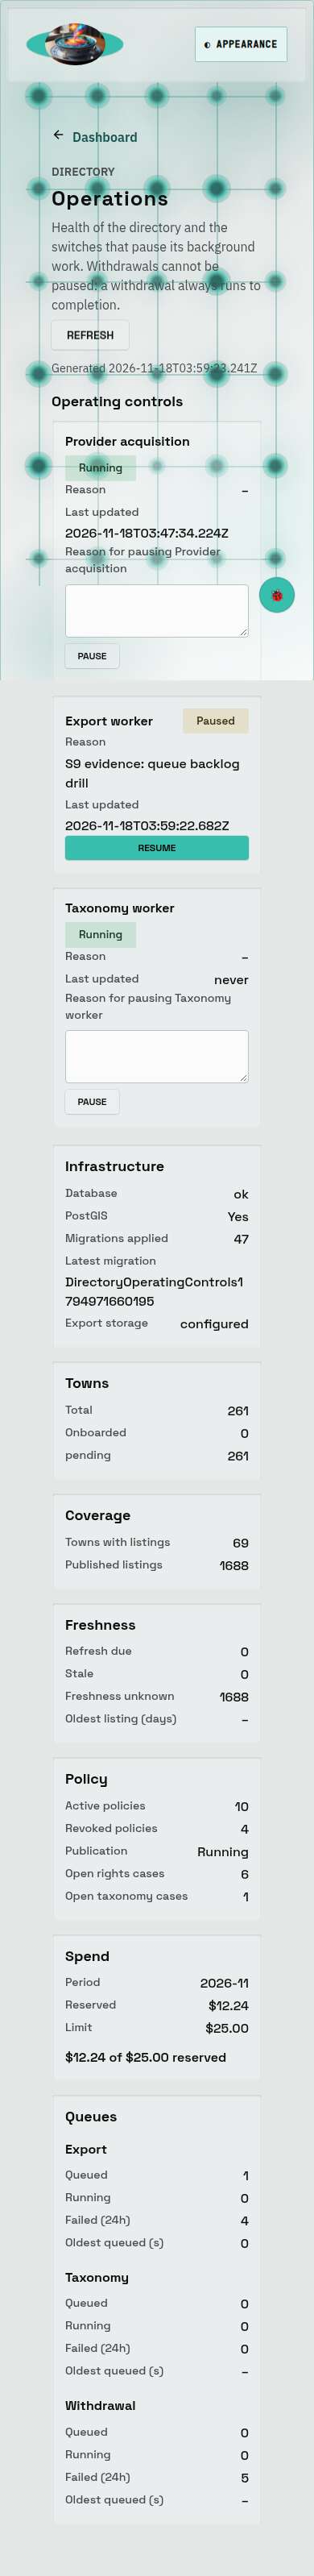 ◐ APPEARANCE
← Dashboard
DIRECTORY
Operations
Health of the directory and the
switches that pause its background
work. Withdrawals cannot be
paused: a withdrawal always runs to
completion.
REFRESH
Generated 2026-11-18T03:59:23.241Z
Operating controls
Provider acquisition
Running
Reason –
Last updated
2026-11-18T03:47:34.224Z
Reason for pausing Provider
acquisition
PAUSE
Export worker Paused
Reason
S9 evidence: queue backlog
drill
Last updated
2026-11-18T03:59:22.682Z
RESUME
Taxonomy worker
Running
Reason –
Last updated never
Reason for pausing Taxonomy
worker
PAUSE
Infrastructure
Database ok
PostGIS Yes
Migrations applied 47
Latest migration
DirectoryOperatingControls1
794971660195
Export storage configured
Towns
Total 261
Onboarded 0
pending 261
Coverage
Towns with listings 69
Published listings 1688
Freshness
Refresh due 0
Stale 0
Freshness unknown 1688
Oldest listing (days) –
Policy
Active policies 10
Revoked policies 4
Publication Running
Open rights cases 6
Open taxonomy cases 1
Spend
Period 2026-11
Reserved $12.24
Limit $25.00
$12.24 of $25.00 reserved
Queues
Export
Queued 1
Running 0
Failed (24h) 4
Oldest queued (s) 0
Taxonomy
Queued 0
Running 0
Failed (24h) 0
Oldest queued (s) –
Withdrawal
Queued 0
Running 0
Failed (24h) 5
Oldest queued (s) –